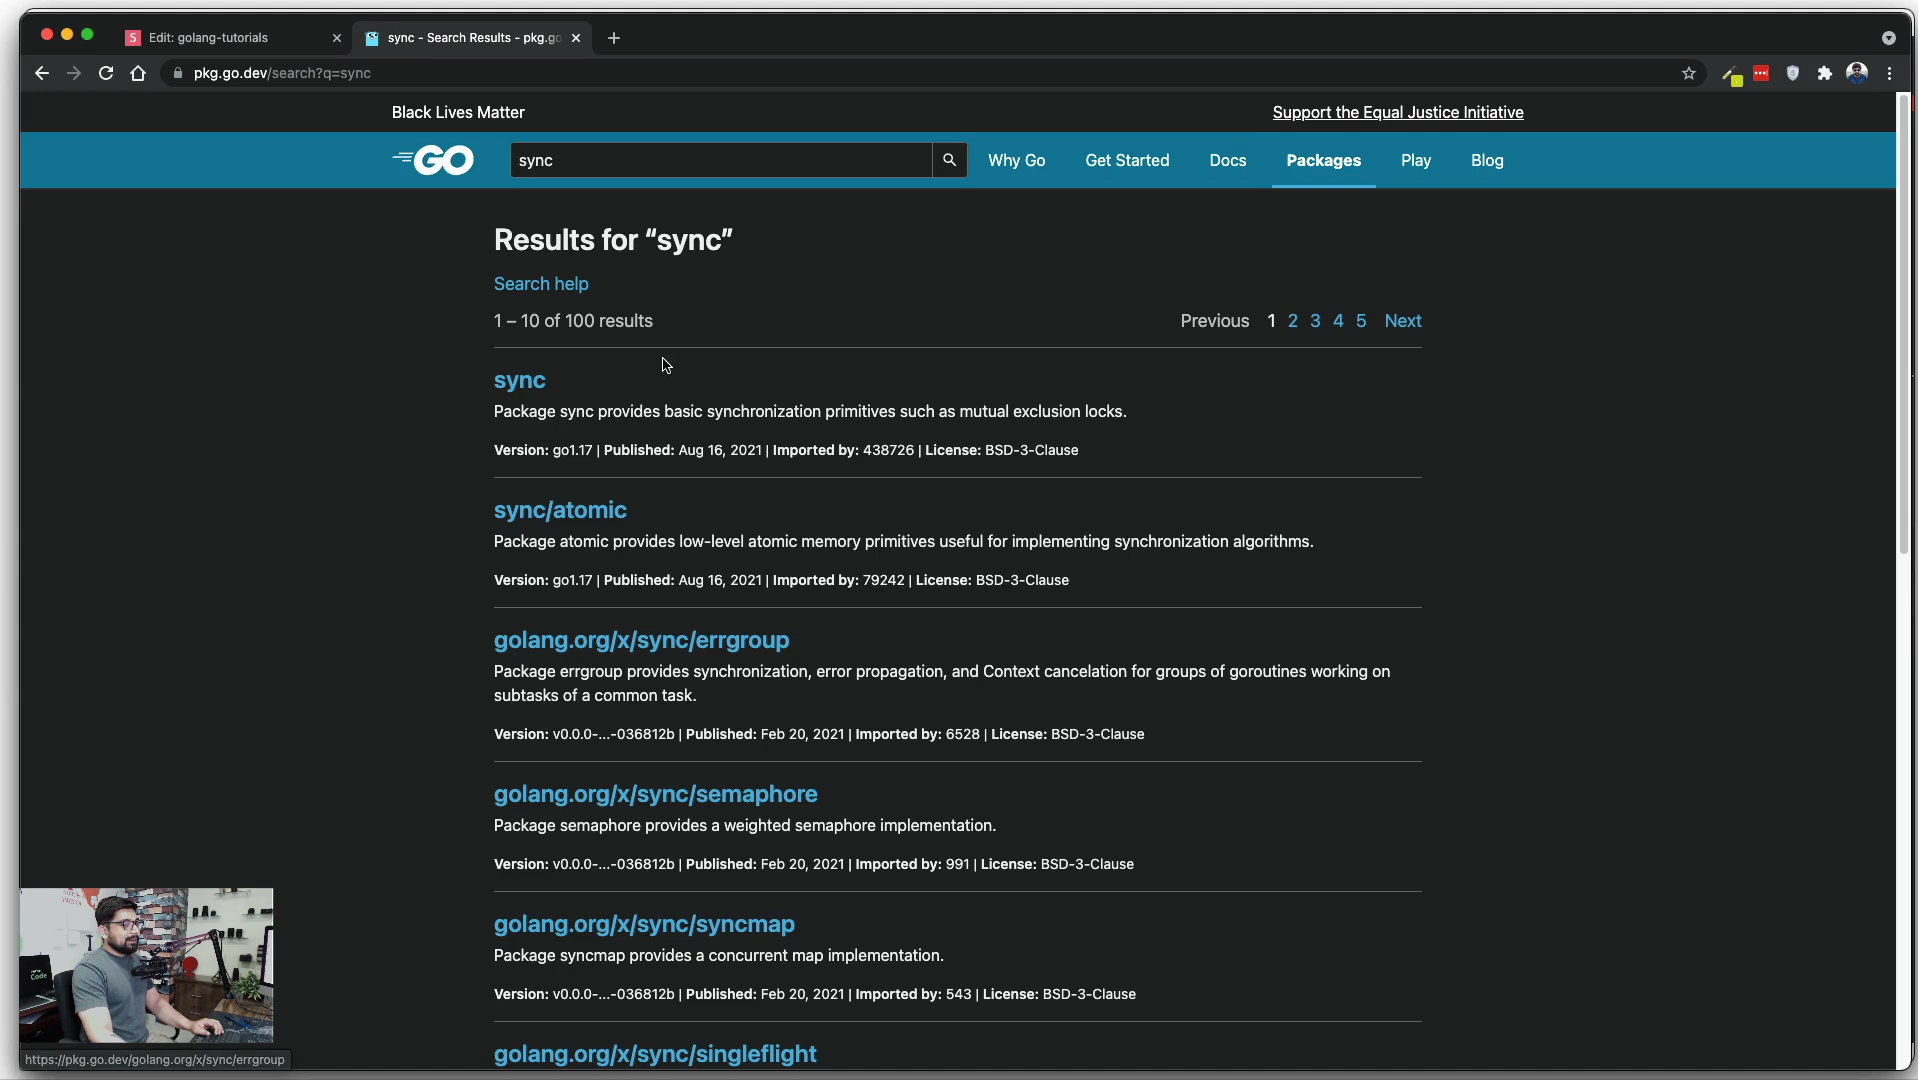 S Edit: golang-tutorials
sync - Search Results - pkg.go
pkg.go.dev/search?q=sync
Black Lives Matter
Support the Equal Justice Initiative
GO
sync
Why Go
Get Started
Docs
Packages
Play
Blog
Results for “sync”
Search help
1 – 10 of 100 results
Previous 1 2 3 4 5 Next
sync
Package sync provides basic synchronization primitives such as mutual exclusion locks.
Version: go1.17 | Published: Aug 16, 2021 | Imported by: 438726 | License: BSD-3-Clause
sync/atomic
Package atomic provides low-level atomic memory primitives useful for implementing synchronization algorithms.
Version: go1.17 | Published: Aug 16, 2021 | Imported by: 79242 | License: BSD-3-Clause
golang.org/x/sync/errgroup
Package errgroup provides synchronization, error propagation, and Context cancelation for groups of goroutines working on
subtasks of a common task.
Version: v0.0.0-...-036812b | Published: Feb 20, 2021 | Imported by: 6528 | License: BSD-3-Clause
golang.org/x/sync/semaphore
Package semaphore provides a weighted semaphore implementation.
Version: v0.0.0-...-036812b | Published: Feb 20, 2021 | Imported by: 991 | License: BSD-3-Clause
golang.org/x/sync/syncmap
Package syncmap provides a concurrent map implementation.
Version: v0.0.0-...-036812b | Published: Feb 20, 2021 | Imported by: 543 | License: BSD-3-Clause
golang.org/x/sync/singleflight
Code
https://pkg.go.dev/golang.org/x/sync/errgroup